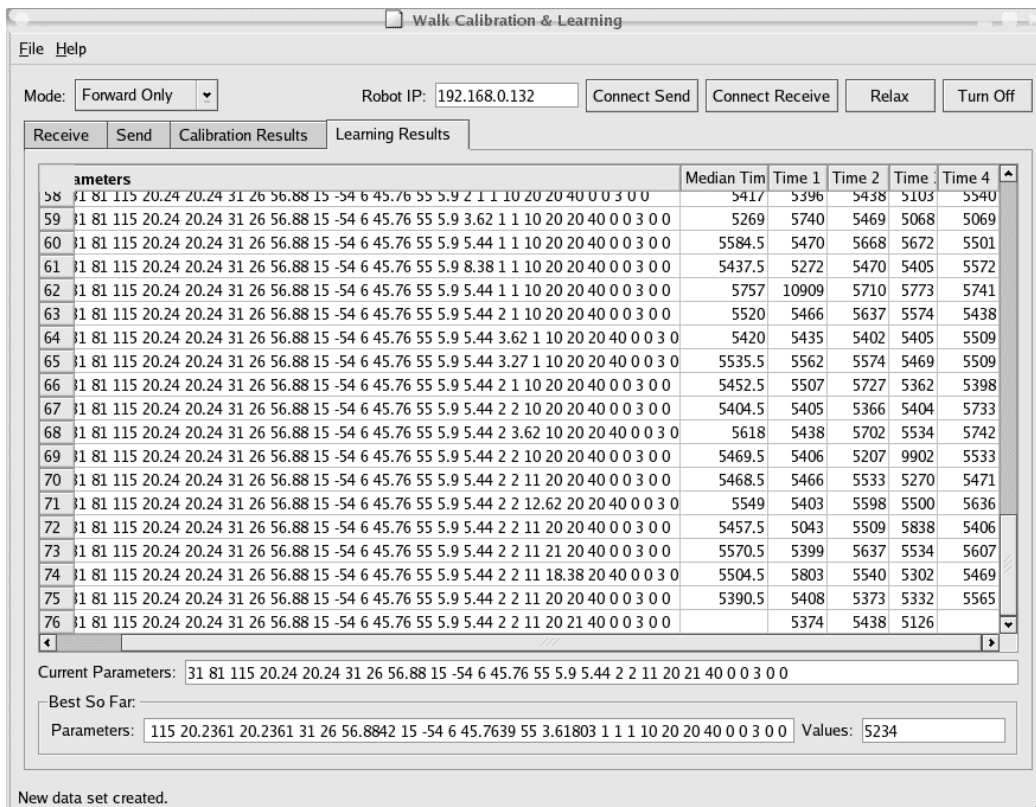 Walk Calibration & Learning
File Help
Mode: Forward Only Robot IP: 192.168.0.132 Connect Send Connect Receive Relax Turn Off
Receive Send Calibration Results Learning Results
ameters Median Tim Time 1 Time 2 Time Time 4
58 31 81 115 20.24 20.24 31 26 56.88 15 -54 6 45.76 55 5.9 2 1 1 10 20 20 40 0 0 3 0 0 5417 5396 5438 5103 5540
59 31 81 115 20.24 20.24 31 26 56.88 15 -54 6 45.76 55 5.9 3.62 1 1 10 20 20 40 0 0 3 0 0 5269 5740 5469 5068 5069
60 31 81 115 20.24 20.24 31 26 56.88 15 -54 6 45.76 55 5.9 5.44 1 1 10 20 20 40 0 0 3 0 0 5584.5 5470 5668 5672 5501
61 31 81 115 20.24 20.24 31 26 56.88 15 -54 6 45.76 55 5.9 8.38 1 1 10 20 20 40 0 0 3 0 0 5437.5 5272 5470 5405 5572
62 31 81 115 20.24 20.24 31 26 56.88 15 -54 6 45.76 55 5.9 5.44 1 1 10 20 20 40 0 0 3 0 0 5757 10909 5710 5773 5741
63 31 81 115 20.24 20.24 31 26 56.88 15 -54 6 45.76 55 5.9 5.44 2 1 10 20 20 40 0 0 3 0 0 5520 5466 5637 5574 5438
64 31 81 115 20.24 20.24 31 26 56.88 15 -54 6 45.76 55 5.9 5.44 3.62 1 10 20 20 40 0 0 3 0 5420 5435 5402 5405 5509
65 31 81 115 20.24 20.24 31 26 56.88 15 -54 6 45.76 55 5.9 5.44 3.27 1 10 20 20 40 0 0 3 0 5535.5 5562 5574 5469 5509
66 31 81 115 20.24 20.24 31 26 56.88 15 -54 6 45.76 55 5.9 5.44 2 1 10 20 20 40 0 0 3 0 0 5452.5 5507 5727 5362 5398
67 31 81 115 20.24 20.24 31 26 56.88 15 -54 6 45.76 55 5.9 5.44 2 2 10 20 20 40 0 0 3 0 0 5404.5 5405 5366 5404 5733
68 31 81 115 20.24 20.24 31 26 56.88 15 -54 6 45.76 55 5.9 5.44 2 3.62 10 20 20 40 0 0 3 0 5618 5438 5702 5534 5742
69 31 81 115 20.24 20.24 31 26 56.88 15 -54 6 45.76 55 5.9 5.44 2 2 10 20 20 40 0 0 3 0 0 5469.5 5406 5207 9902 5533
70 31 81 115 20.24 20.24 31 26 56.88 15 -54 6 45.76 55 5.9 5.44 2 2 11 20 20 40 0 0 3 0 0 5468.5 5466 5533 5270 5471
71 31 81 115 20.24 20.24 31 26 56.88 15 -54 6 45.76 55 5.9 5.44 2 2 12.62 20 20 40 0 0 3 0 5549 5403 5598 5500 5636
72 31 81 115 20.24 20.24 31 26 56.88 15 -54 6 45.76 55 5.9 5.44 2 2 11 20 20 40 0 0 3 0 0 5457.5 5043 5509 5838 5406
73 31 81 115 20.24 20.24 31 26 56.88 15 -54 6 45.76 55 5.9 5.44 2 2 11 21 20 40 0 0 3 0 0 5570.5 5399 5637 5534 5607
74 31 81 115 20.24 20.24 31 26 56.88 15 -54 6 45.76 55 5.9 5.44 2 2 11 18.38 20 40 0 0 3 0 5504.5 5803 5540 5302 5469
75 31 81 115 20.24 20.24 31 26 56.88 15 -54 6 45.76 55 5.9 5.44 2 2 11 20 20 40 0 0 3 0 0 5390.5 5408 5373 5332 5565
76 31 81 115 20.24 20.24 31 26 56.88 15 -54 6 45.76 55 5.9 5.44 2 2 11 20 21 40 0 0 3 0 0 5374 5438 5126
Current Parameters: 31 81 115 20.24 20.24 31 26 56.88 15 -54 6 45.76 55 5.9 5.44 2 2 11 20 21 40 0 0 3 0 0
Best So Far:
Parameters: 115 20.2361 20.2361 31 26 56.8842 15 -54 6 45.7639 55 3.61803 1 1 1 10 20 20 40 0 0 3 0 0 Values: 5234
New data set created.